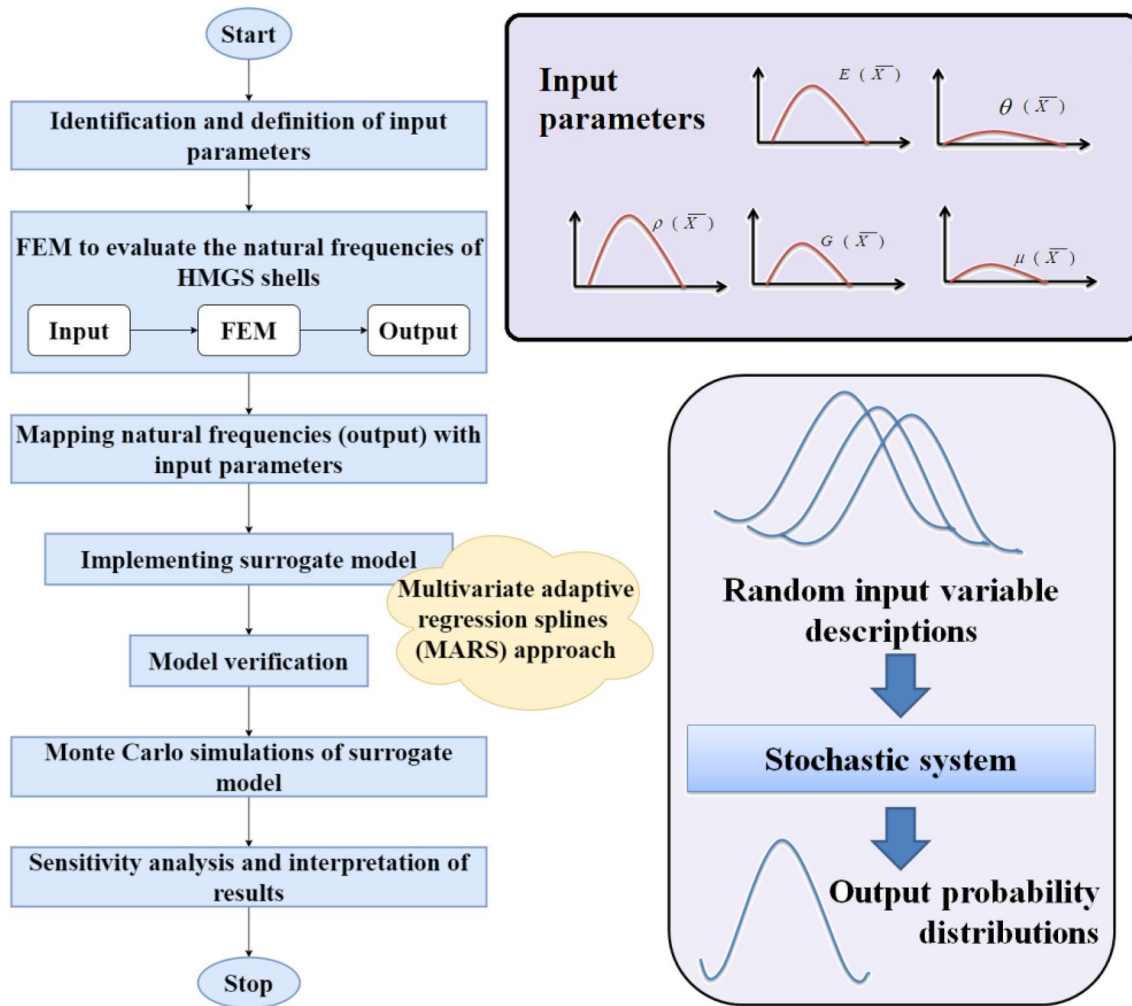 Start
Identification and definition of input
parameters
FEM to evaluate the natural frequencies of
HMGS shells
Input
FEM
Output
Mapping natural frequencies (output) with
input parameters
Implementing surrogate model
Multivariate adaptive
regression splines
(MARS) approach
Model verification
Monte Carlo simulations of surrogate
model
Sensitivity analysis and interpretation of
results
Stop
Input
parameters
E ( X̅ )
θ ( X̅ )
ρ ( X̅ )
G ( X̅ )
μ ( X̅ )
Random input variable
descriptions
Stochastic system
Output probability
distributions